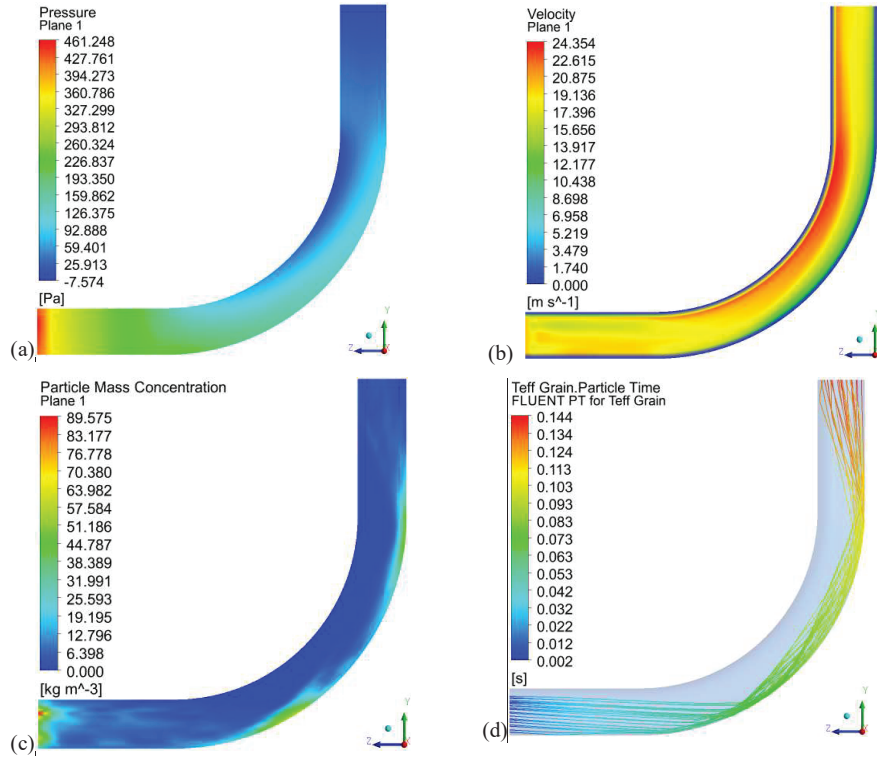 Pressure
Plane 1
461.248
427.761
394.273
360.786
327.299
293.812
260.324
226.837
193.350
159.862
126.375
92.888
59.401
25.913
-7.574
[Pa]
Y
Z
X
(a)
Velocity
Plane 1
24.354
22.615
20.875
19.136
17.396
15.656
13.917
12.177
10.438
8.698
6.958
5.219
3.479
1.740
0.000
[m s^-1]
Y
Z
X
(b)
Particle Mass Concentration
Plane 1
89.575
83.177
76.778
70.380
63.982
57.584
51.186
44.787
38.389
31.991
25.593
19.195
12.796
6.398
0.000
[kg m^-3]
Y
Z
X
(c)
Teff Grain.Particle Time
FLUENT PT for Teff Grain
0.144
0.134
0.124
0.113
0.103
0.093
0.083
0.073
0.063
0.053
0.042
0.032
0.022
0.012
0.002
[s]
Y
Z
X
(d)